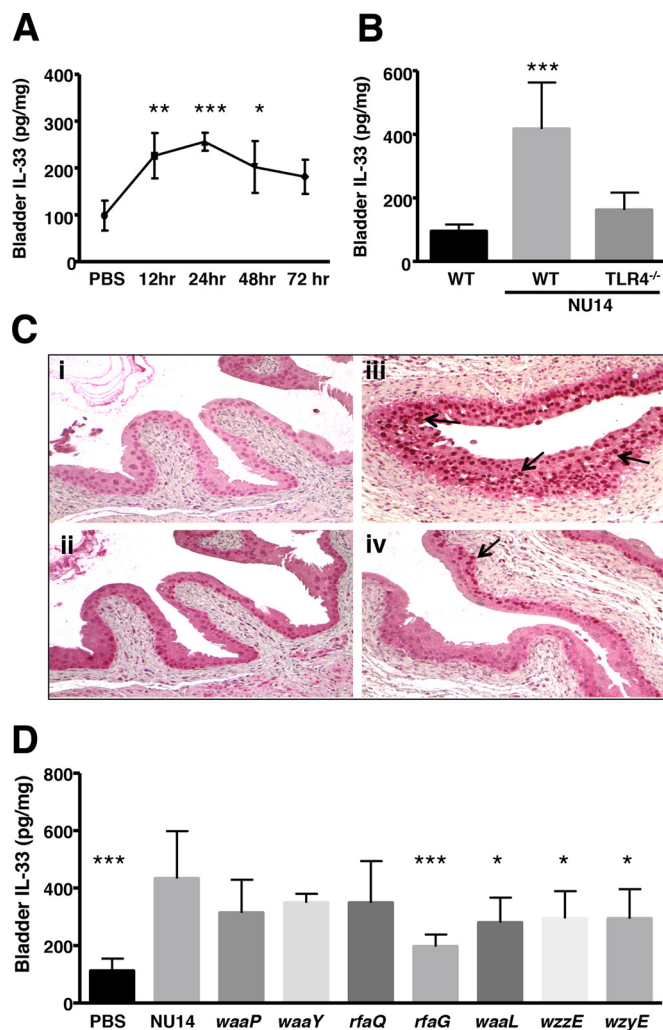 A
Bladder IL-33 (pg/mg)
400
300
200
100
0
** *** *
PBS 12hr 24hr 48hr 72 hr
B
Bladder IL-33 (pg/mg)
600
400
200
0
***
WT WT TLR4-/-
NU14
C
i
iii
ii
iv
D
Bladder IL-33 (pg/mg)
800
600
400
200
0
*** *** * * *
PBS NU14 waaP waaY rfaQ rfaG waaL wzzE wzyE